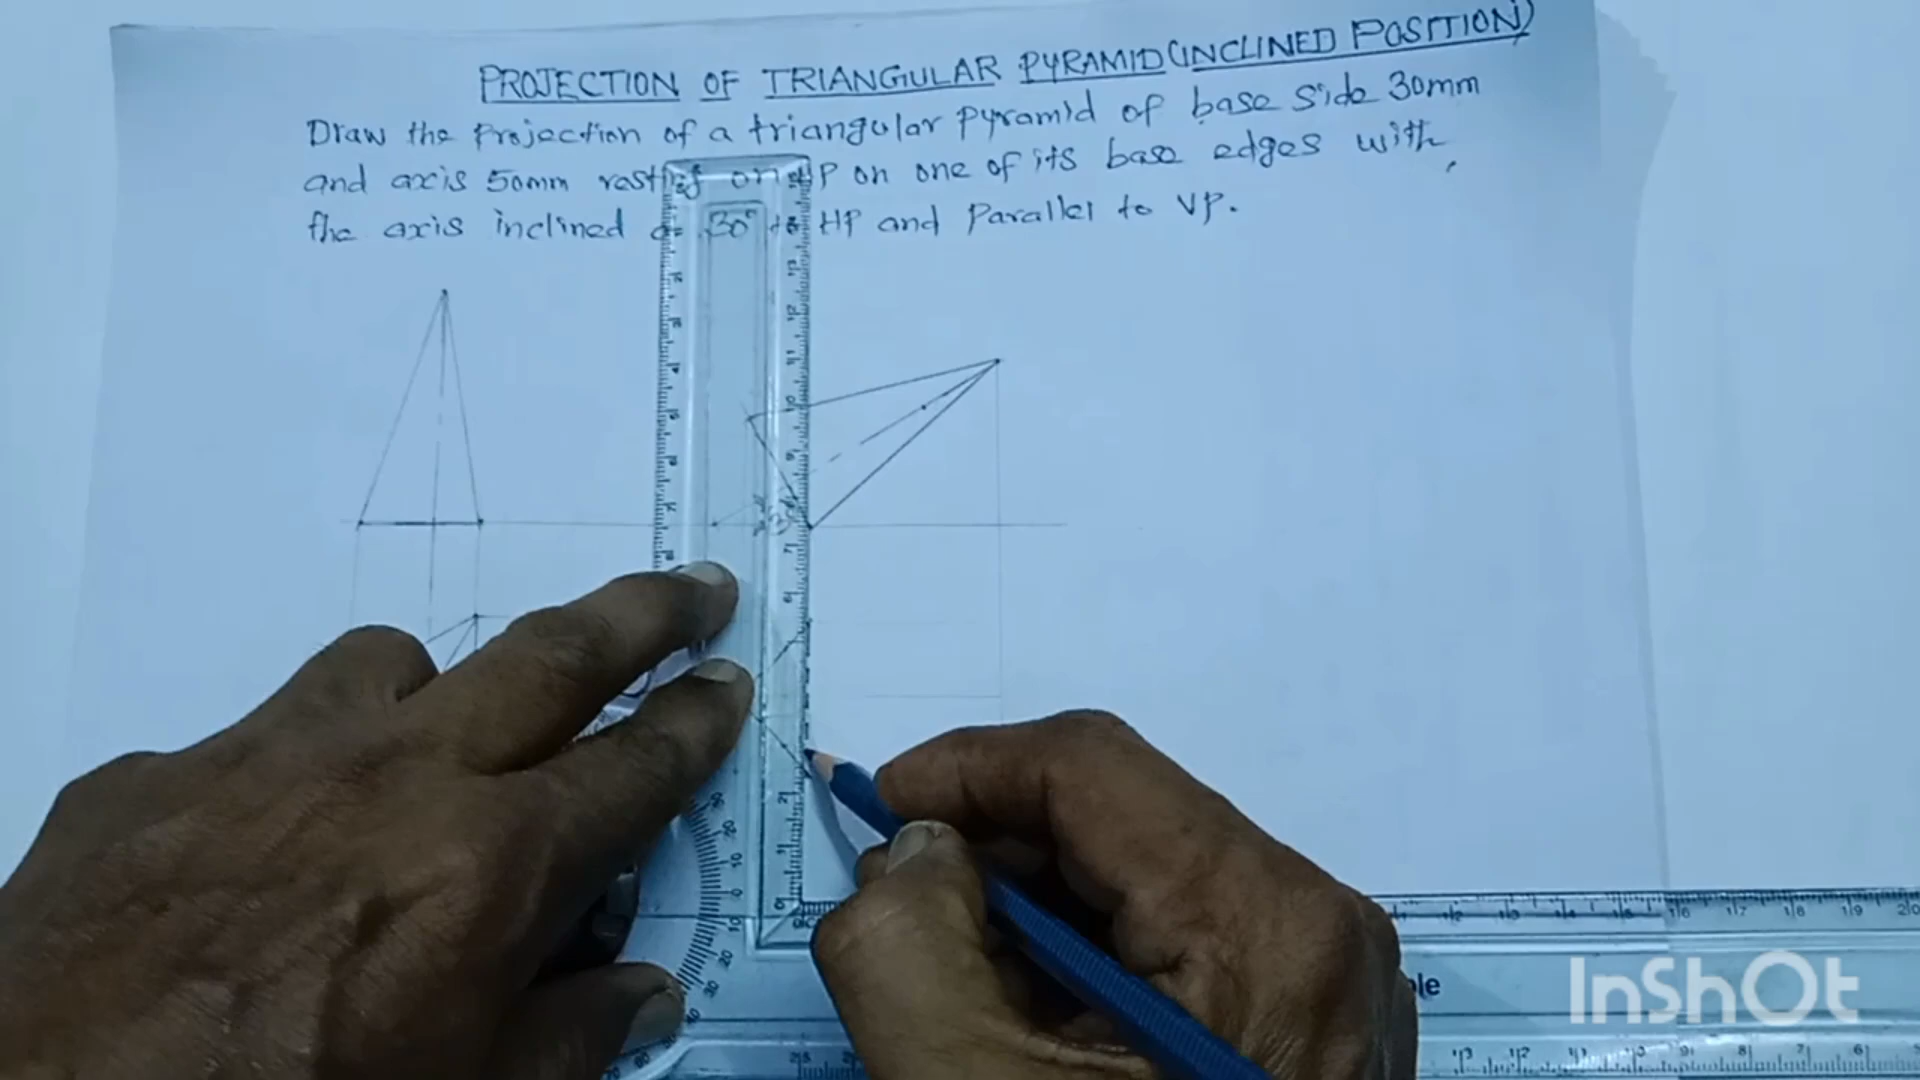 PROJECTION OF TRIANGULAR PYRAMID (INCLINED POSITION)
Draw the projection of a triangular pyramid of base side 30mm
and axis 50mm resting on HP on one of its base edges with
the axis inclined at 30° to HP and parallel to VP.
InShOt